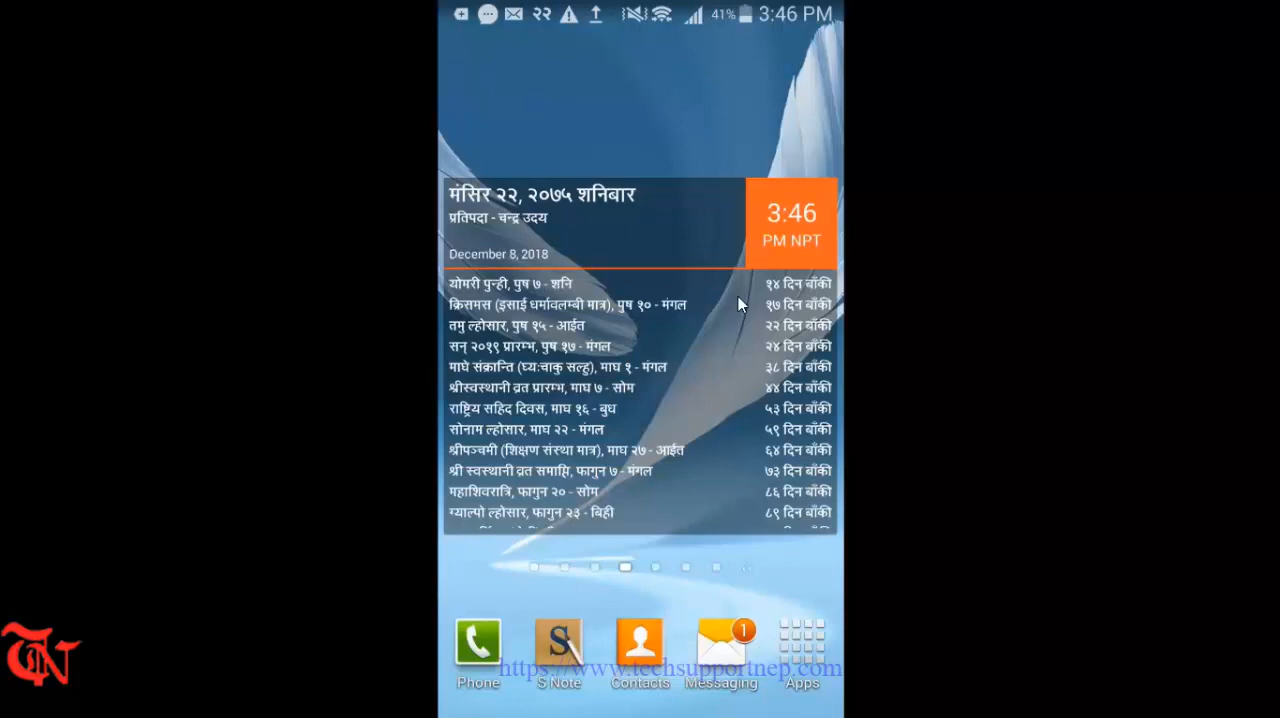 २२ 41% 3:46 PM
मंसिर २२, २०७५ शनिबार
प्रतिपदा - चन्द्र उदय
December 8, 2018
3:46
PM NPT
योमरी पुन्ही, पुष ७ - शनि १४ दिन बाँकी
क्रिसमस (इसाई धर्मावलम्बी मात्र), पुष १० - मंगल १७ दिन बाँकी
तमु ल्होसार, पुष १५ - आईत २२ दिन बाँकी
सन् २०१९ प्रारम्भ, पुष १७ - मंगल २४ दिन बाँकी
माघे संक्रान्ति (घ्यःचाकु सल्हु), माघ १ - मंगल ३८ दिन बाँकी
श्रीस्वस्थानी व्रत प्रारम्भ, माघ ७ - सोम ४४ दिन बाँकी
राष्ट्रिय सहिद दिवस, माघ १६ - बुध ५३ दिन बाँकी
सोनाम ल्होसार, माघ २२ - मंगल ५९ दिन बाँकी
श्रीपञ्चमी (शिक्षण संस्था मात्र), माघ २७ - आईत ६४ दिन बाँकी
श्री स्वस्थानी व्रत समाप्ति, फागुन ७ - मंगल ७३ दिन बाँकी
महाशिवरात्रि, फागुन २० - सोम ८६ दिन बाँकी
ग्याल्पो ल्होसार, फागुन २३ - बिही ८९ दिन बाँकी
1
https://www.techsupportnep.com
Phone S Note Contacts Messaging Apps